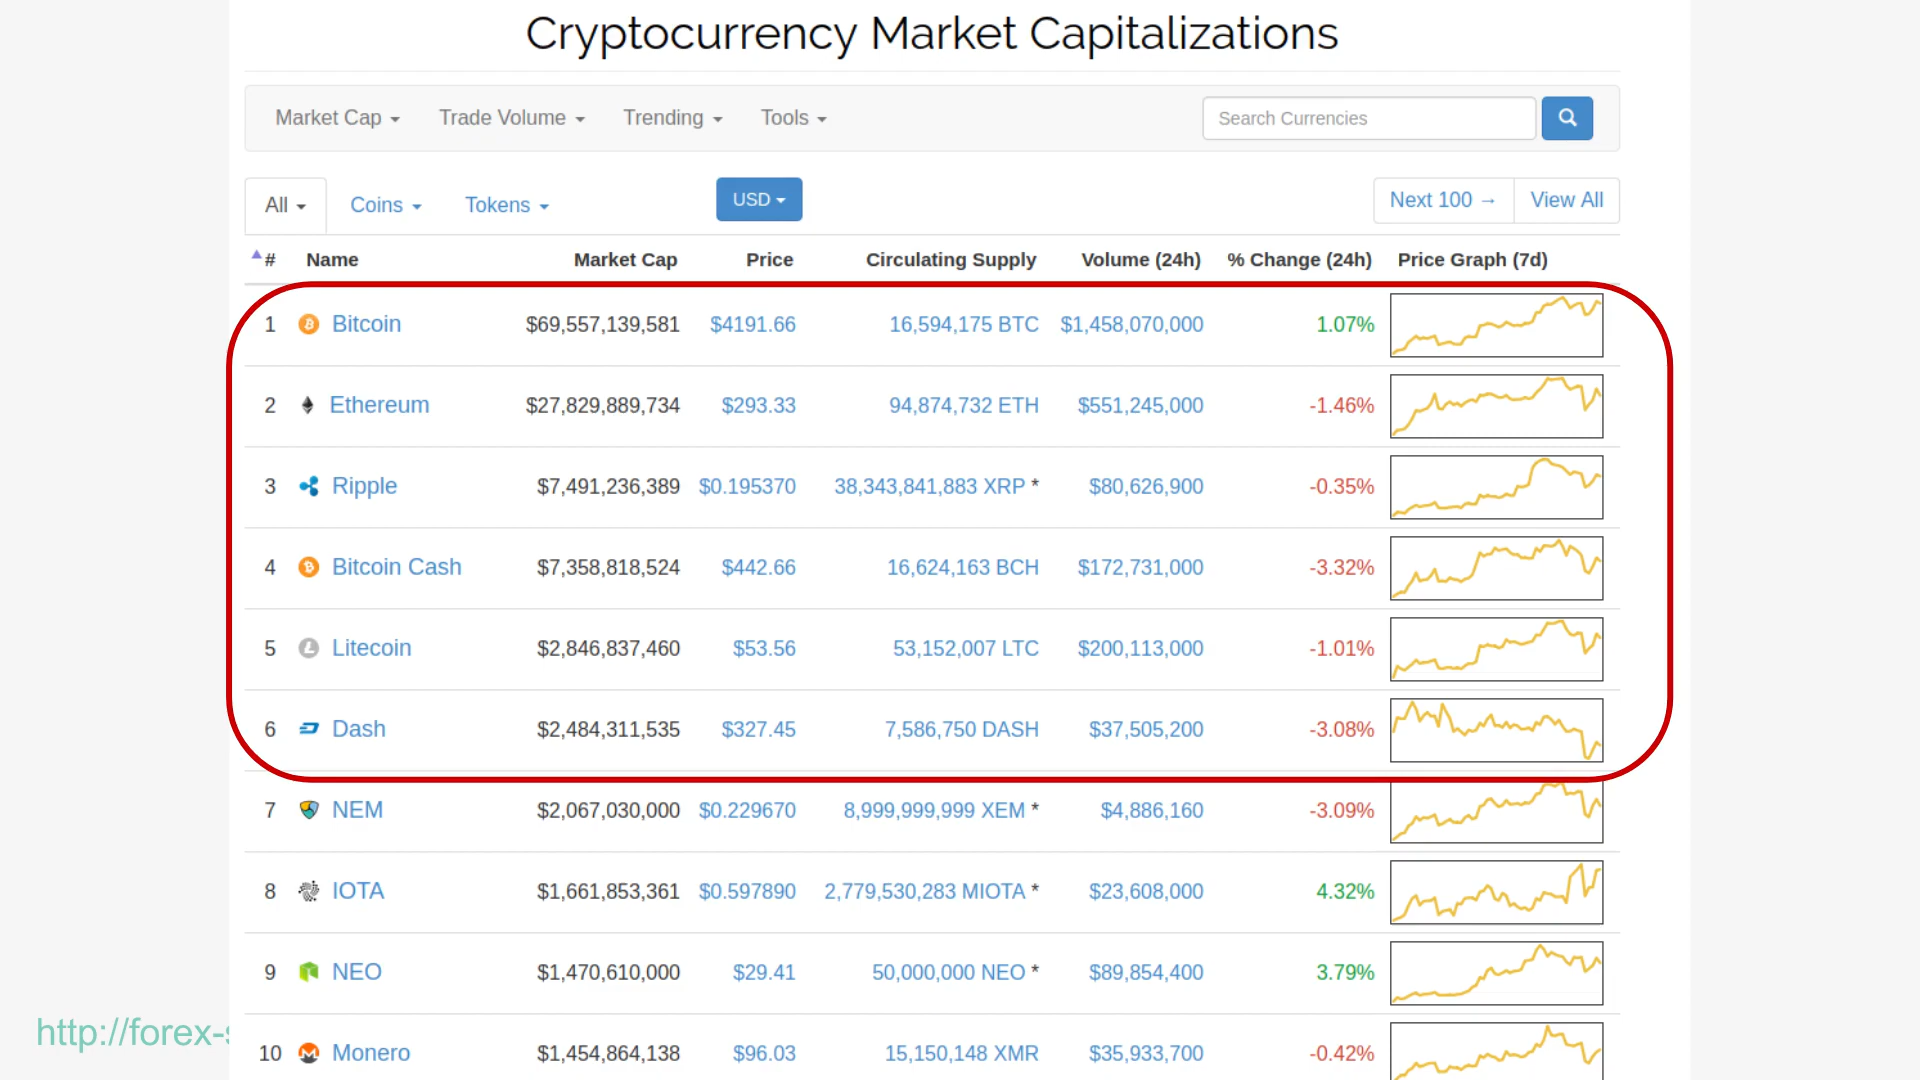 Cryptocurrency Market Capitalizations
Market Cap Trade Volume Trending Tools Search Currencies
All Coins Tokens USD Next 100 → View All
# Name Market Cap Price Circulating Supply Volume (24h) % Change (24h) Price Graph (7d)
1 Bitcoin $69,557,139,581 $4191.66 16,594,175 BTC $1,458,070,000 1.07%
2 Ethereum $27,829,889,734 $293.33 94,874,732 ETH $551,245,000 -1.46%
3 Ripple $7,491,236,389 $0.195370 38,343,841,883 XRP * $80,626,900 -0.35%
4 Bitcoin Cash $7,358,818,524 $442.66 16,624,163 BCH $172,731,000 -3.32%
5 Litecoin $2,846,837,460 $53.56 53,152,007 LTC $200,113,000 -1.01%
6 Dash $2,484,311,535 $327.45 7,586,750 DASH $37,505,200 -3.08%
7 NEM $2,067,030,000 $0.229670 8,999,999,999 XEM * $4,886,160 -3.09%
8 IOTA $1,661,853,361 $0.597890 2,779,530,283 MIOTA * $23,608,000 4.32%
9 NEO $1,470,610,000 $29.41 50,000,000 NEO * $89,854,400 3.79%
http://forex-
10 Monero $1,454,864,138 $96.03 15,150,148 XMR $35,933,700 -0.42%